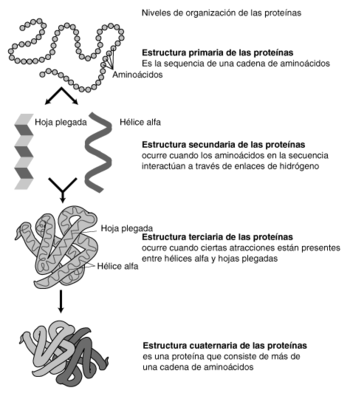 Niveles de organización de las proteínas
Estructura primaria de las proteínas
Es la sequencia de una cadena de aminoácidos
Aminoácidos
Hoja plegada
Hélice alfa
Estructura secundaria de las proteínas
ocurre cuando los aminoácidos en la secuencia
interactúan a través de enlaces de hidrógeno
Hoja plegada
Estructura terciaria de las proteínas
ocurre cuando ciertas atracciones están presentes
entre hélices alfa y hojas plegadas
Hélice alfa
Estructura cuaternaria de las proteínas
es una proteína que consiste de más de
una cadena de aminoácidos